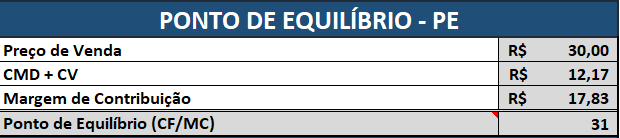 PONTO DE EQUILÍBRIO - PE
Preço de Venda R$ 30,00
CMD + CV R$ 12,17
Margem de Contribuição R$ 17,83
Ponto de Equilíbrio (CF/MC) 31